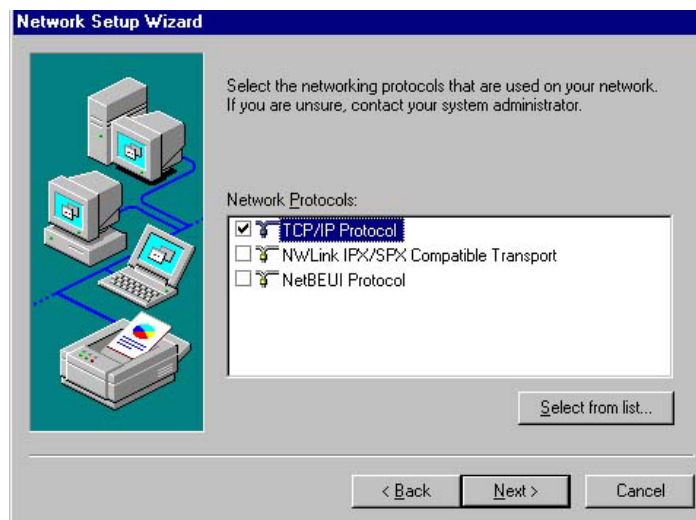 Network Setup Wizard
Select the networking protocols that are used on your network.
If you are unsure, contact your system administrator.
Network Protocols:
TCP/IP Protocol
NWLink IPX/SPX Compatible Transport
NetBEUI Protocol
Select from list...
< Back
Next >
Cancel